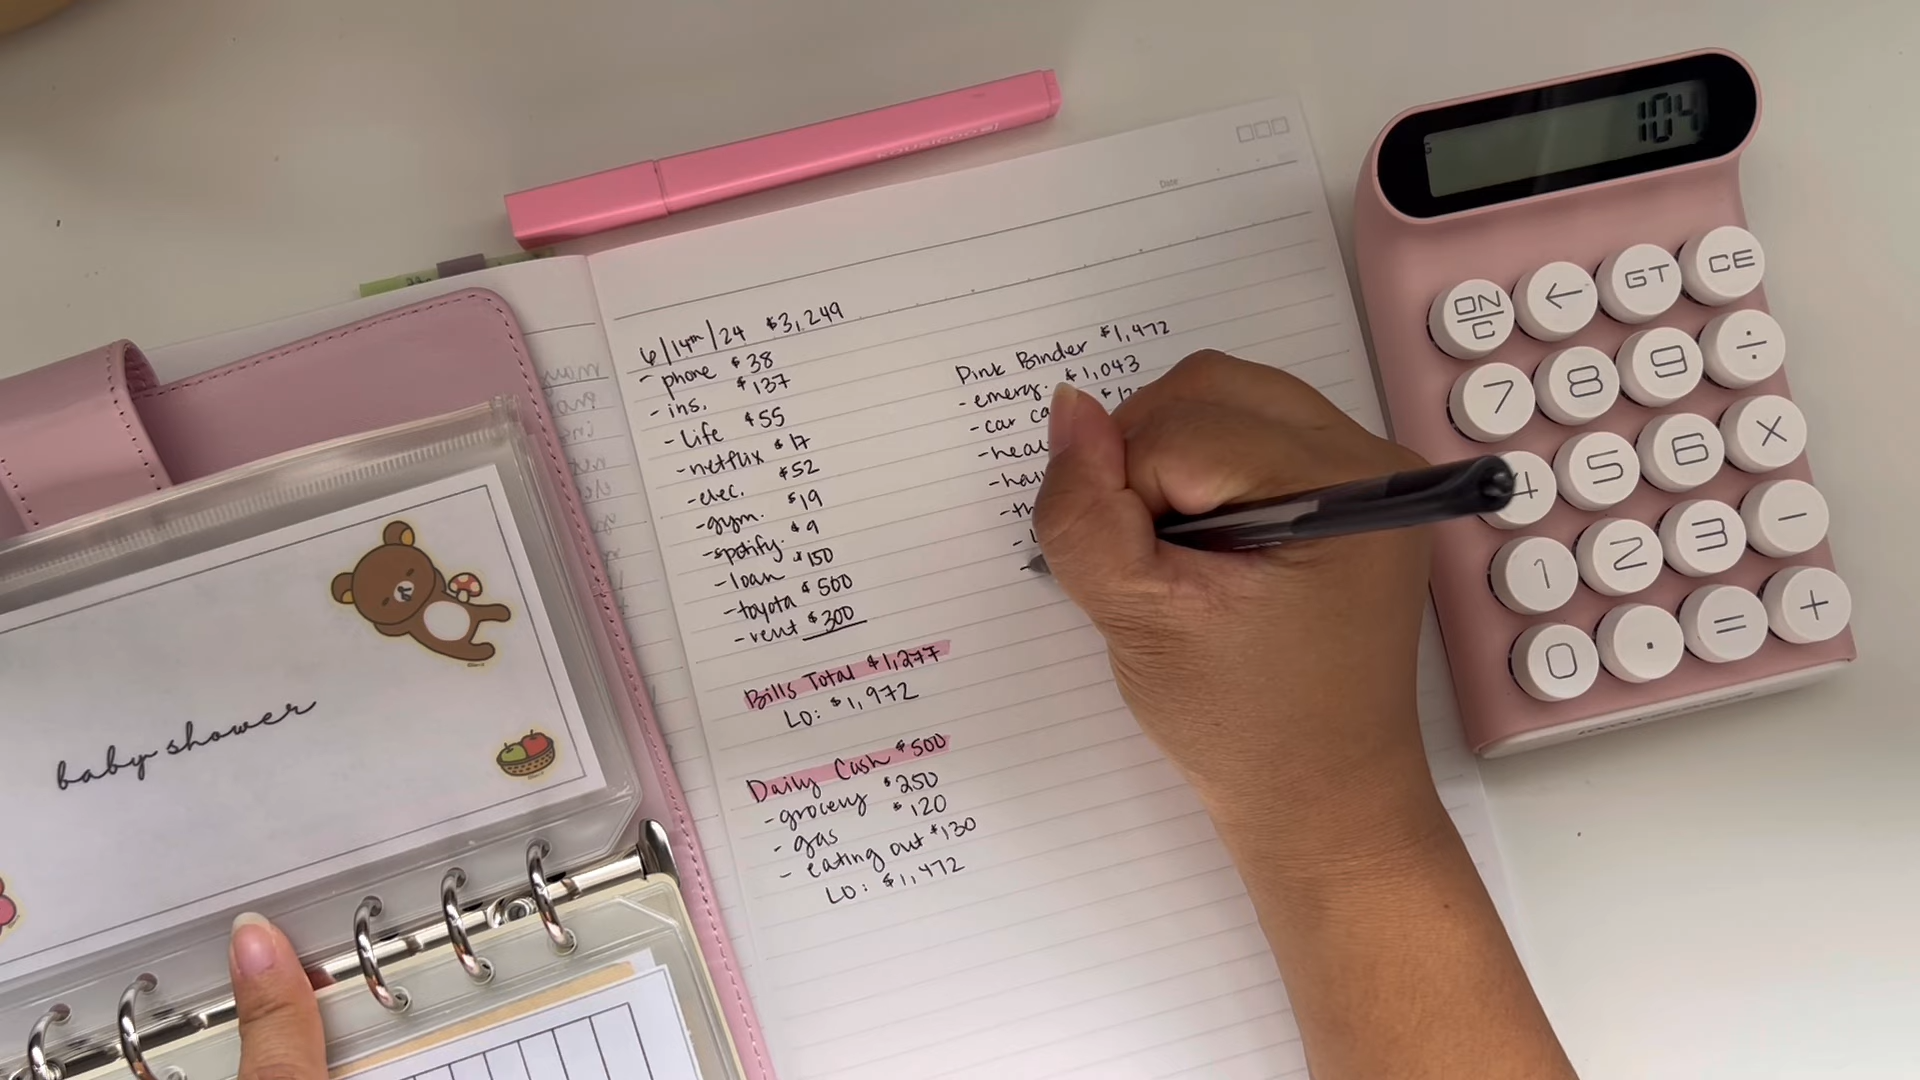 6/14th/24 $3,249
- phone $38
- ins. $137
- life $55
- netflix $17
- elec. $52
- gym. $19
- spotify. $9
- loan $150
- toyota $500
- rent $300
Bills Total $1,277
LO: $1,972
Daily Cash $500
- grocery $250
- gas $120
- eating out $130
LO: $1,472
Pink Binder $1,472
- emerg. $1,043
- car
Date
baby shower
104
G
ON/C ← GT CE
7 8 9 ÷
4 5 6 ×
1 2 3 −
0 . = +